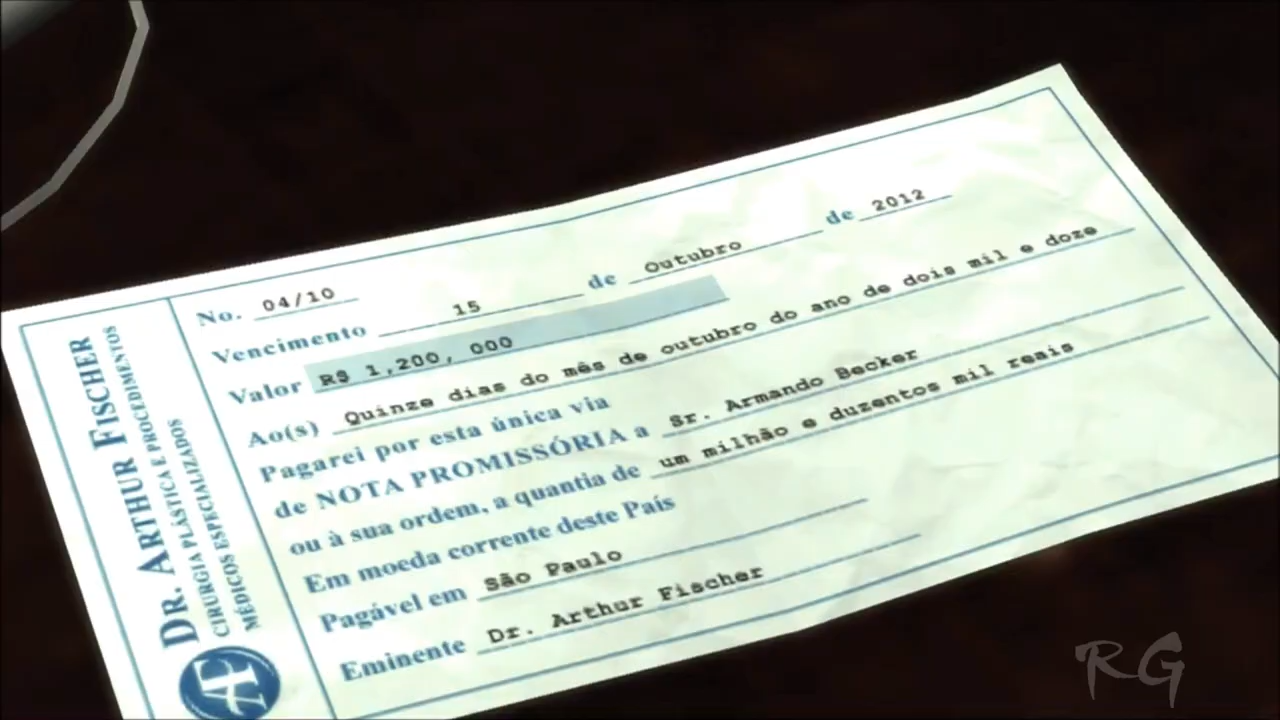 No. 04/10
Vencimento 15 de Outubro de 2012
Valor R$ 1,200, 000
Ao(s) Quinze dias do mês de outubro do ano de dois mil e doze
Pagarei por esta única via
de NOTA PROMISSÓRIA a Sr. Armando Becker
ou à sua ordem, a quantia de um milhão e duzentos mil reais
Em moeda corrente deste País
Pagável em São Paulo
Eminente Dr. Arthur Fischer
DR. ARTHUR FISCHER
CIRURGIA PLÁSTICA E PROCEDIMENTOS
MÉDICOS ESPECIALIZADOS
AF
RG